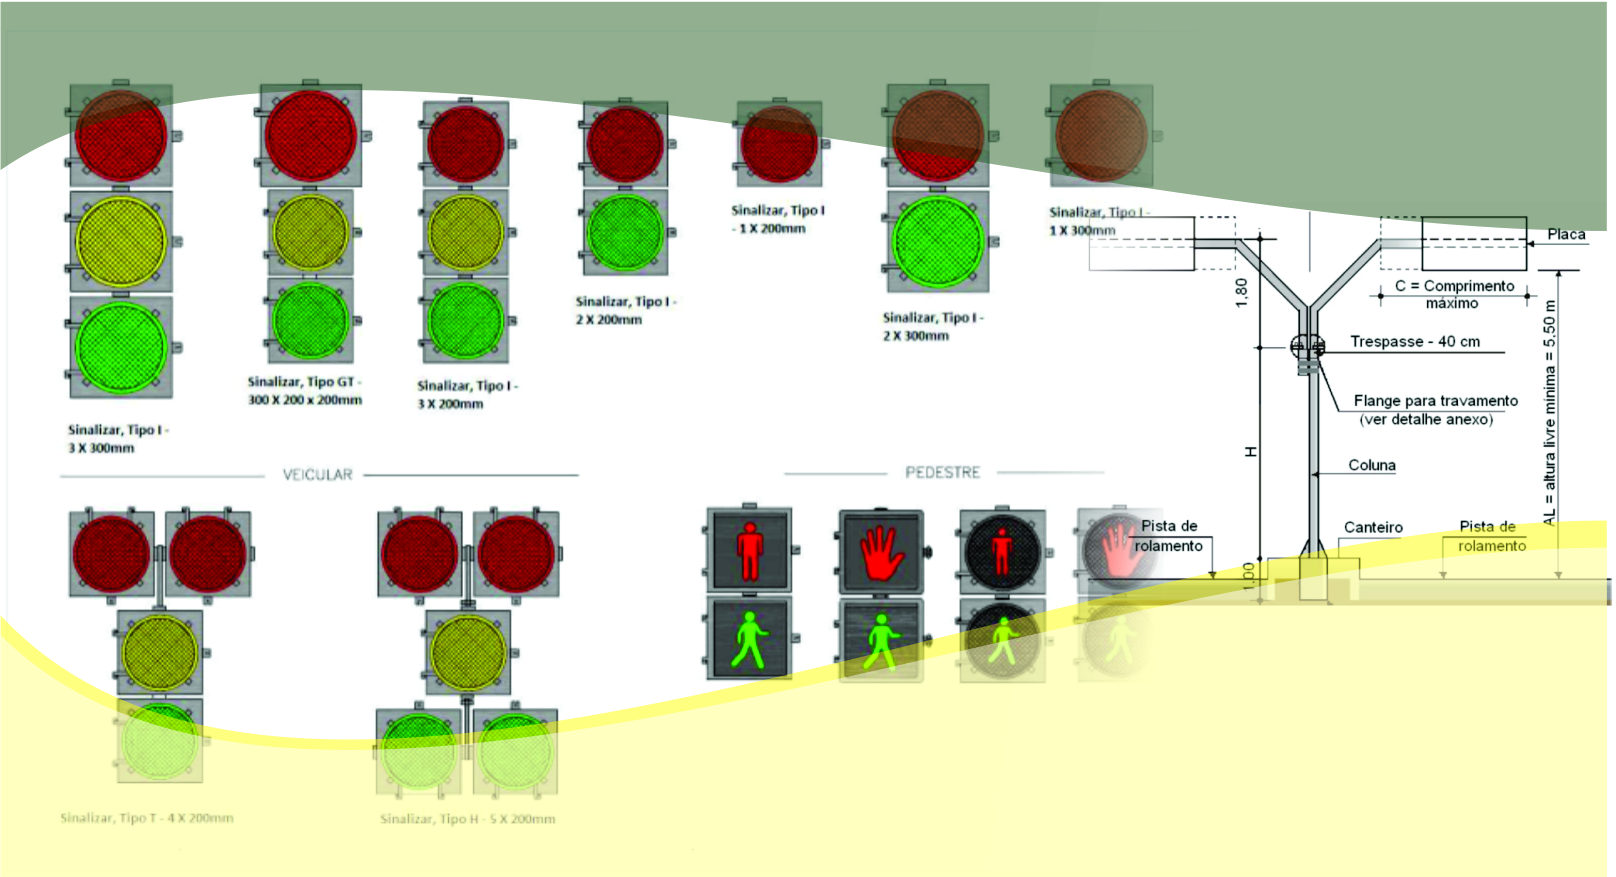 Sinalizar, Tipo I -
3 X 300mm
Sinalizar, Tipo GT -
300 X 200 x 200mm
Sinalizar, Tipo I -
3 X 200mm
Sinalizar, Tipo I -
2 X 200mm
Sinalizar, Tipo I
- 1 X 200mm
Sinalizar, Tipo I -
2 X 300mm
Sinalizar, Tipo I -
1 X 300mm
VEICULAR
Sinalizar, Tipo T - 4 X 200mm
Sinalizar, Tipo H - 5 X 200mm
PEDESTRE
Placa
C = Comprimento
máximo
1,80
Trespasse - 40 cm
Flange para travamento
(ver detalhe anexo)
H
Coluna
AL = altura livre mínima = 5,50 m
Pista de
rolamento
Canteiro
Pista de
rolamento
1,00